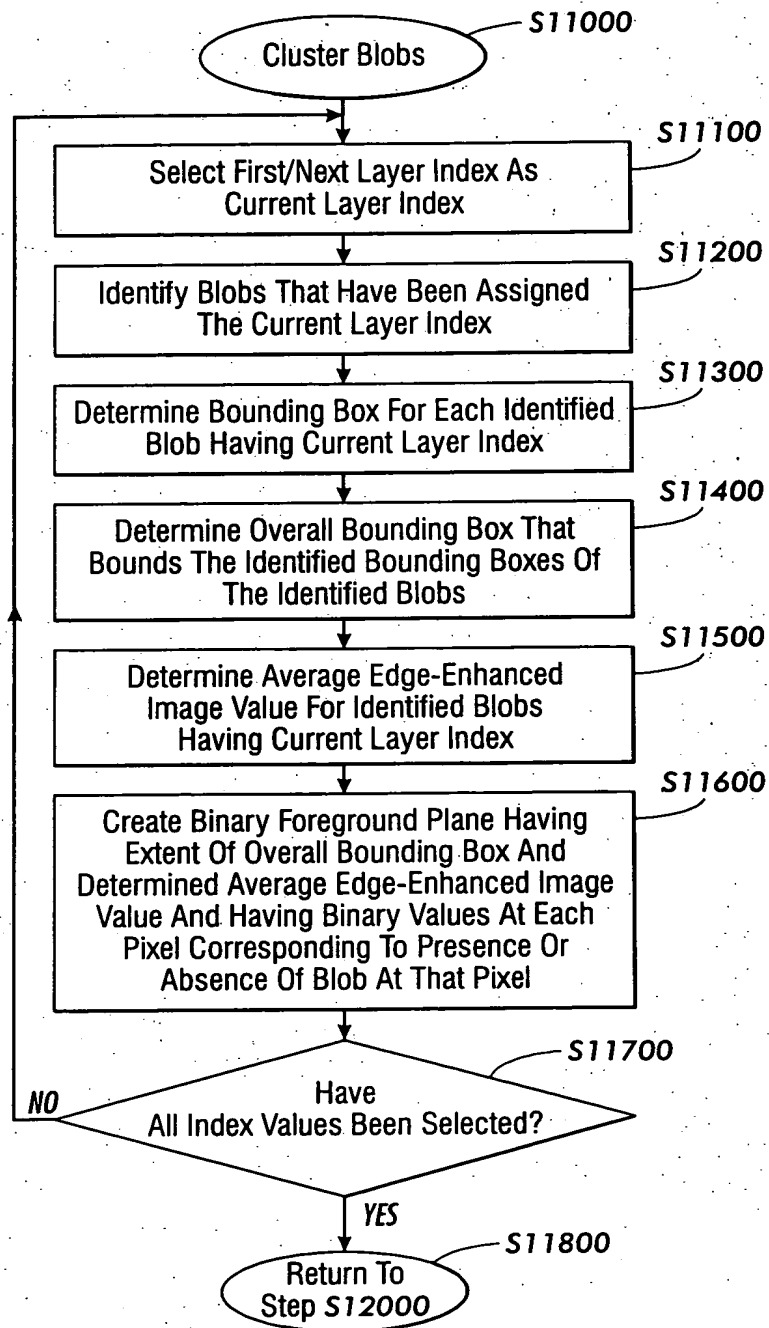 S11000
Cluster Blobs
S11100
Select First/Next Layer Index As
Current Layer Index
S11200
Identify Blobs That Have Been Assigned
The Current Layer Index
S11300
Determine Bounding Box For Each Identified
Blob Having Current Layer Index
S11400
Determine Overall Bounding Box That
Bounds The Identified Bounding Boxes Of
The Identified Blobs
S11500
Determine Average Edge-Enhanced
Image Value For Identified Blobs
Having Current Layer Index
S11600
Create Binary Foreground Plane Having
Extent Of Overall Bounding Box And
Determined Average Edge-Enhanced Image
Value And Having Binary Values At Each
Pixel Corresponding To Presence Or
Absence Of Blob At That Pixel
S11700
NO
Have
All Index Values Been Selected?
YES
S11800
Return To
Step S12000